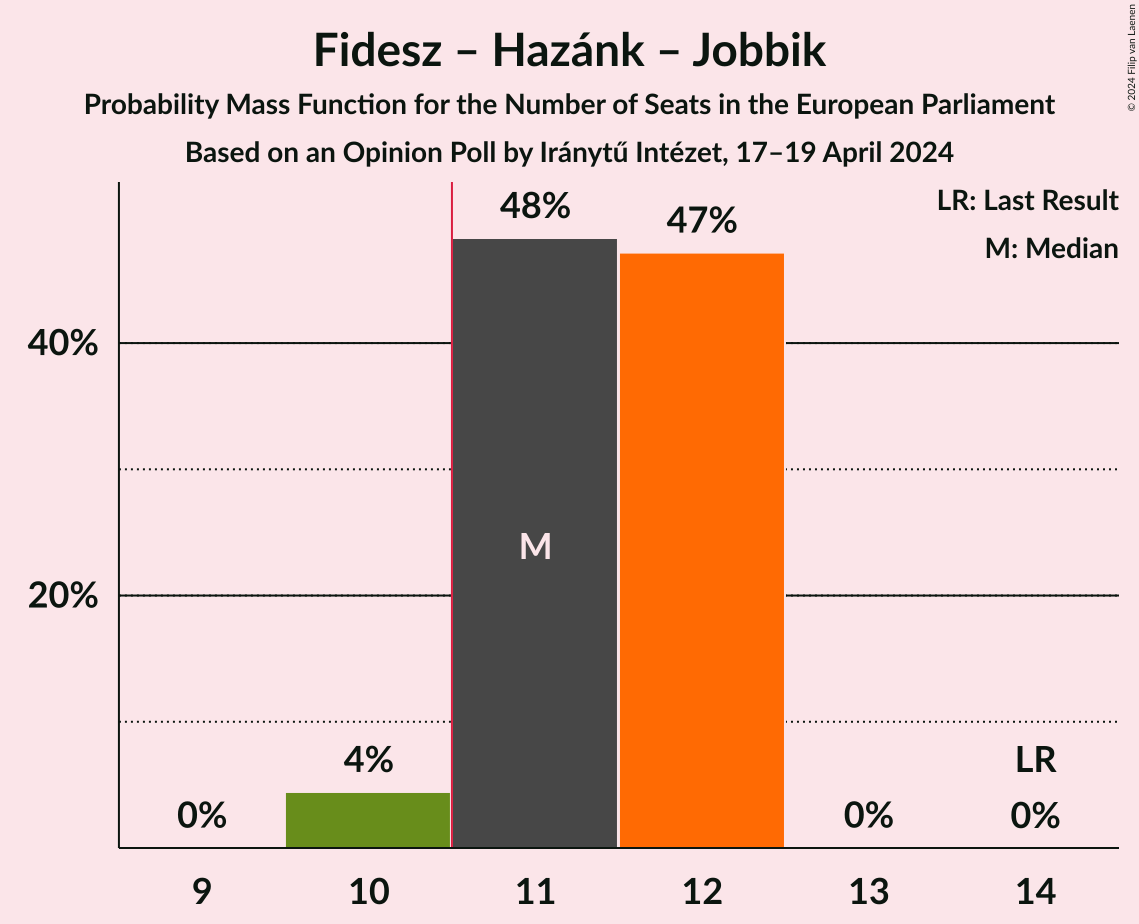 Fidesz – Hazánk – Jobbik
Probability Mass Function for the Number of Seats in the European Parliament
Based on an Opinion Poll by Iránytű Intézet, 17–19 April 2024
© 2024 Filip van Laenen
LR: Last Result
M: Median
48%
47%
40%
M
20%
4%
LR
0%
0%
0%
9
10
11
12
13
14